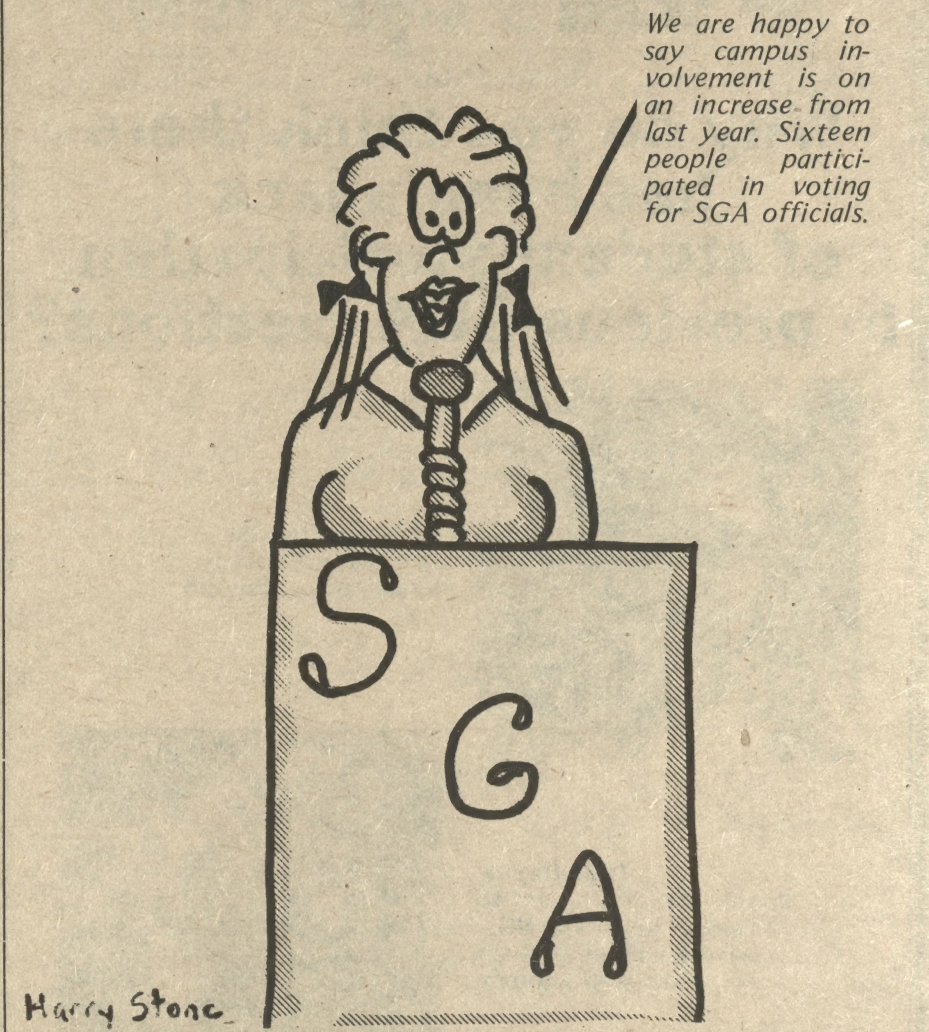 We are happy to
say campus in-
volvement is on
an increase from
last year. Sixteen
people partici-
pated in voting
for SGA officials.
S
G
A
Harry Stone